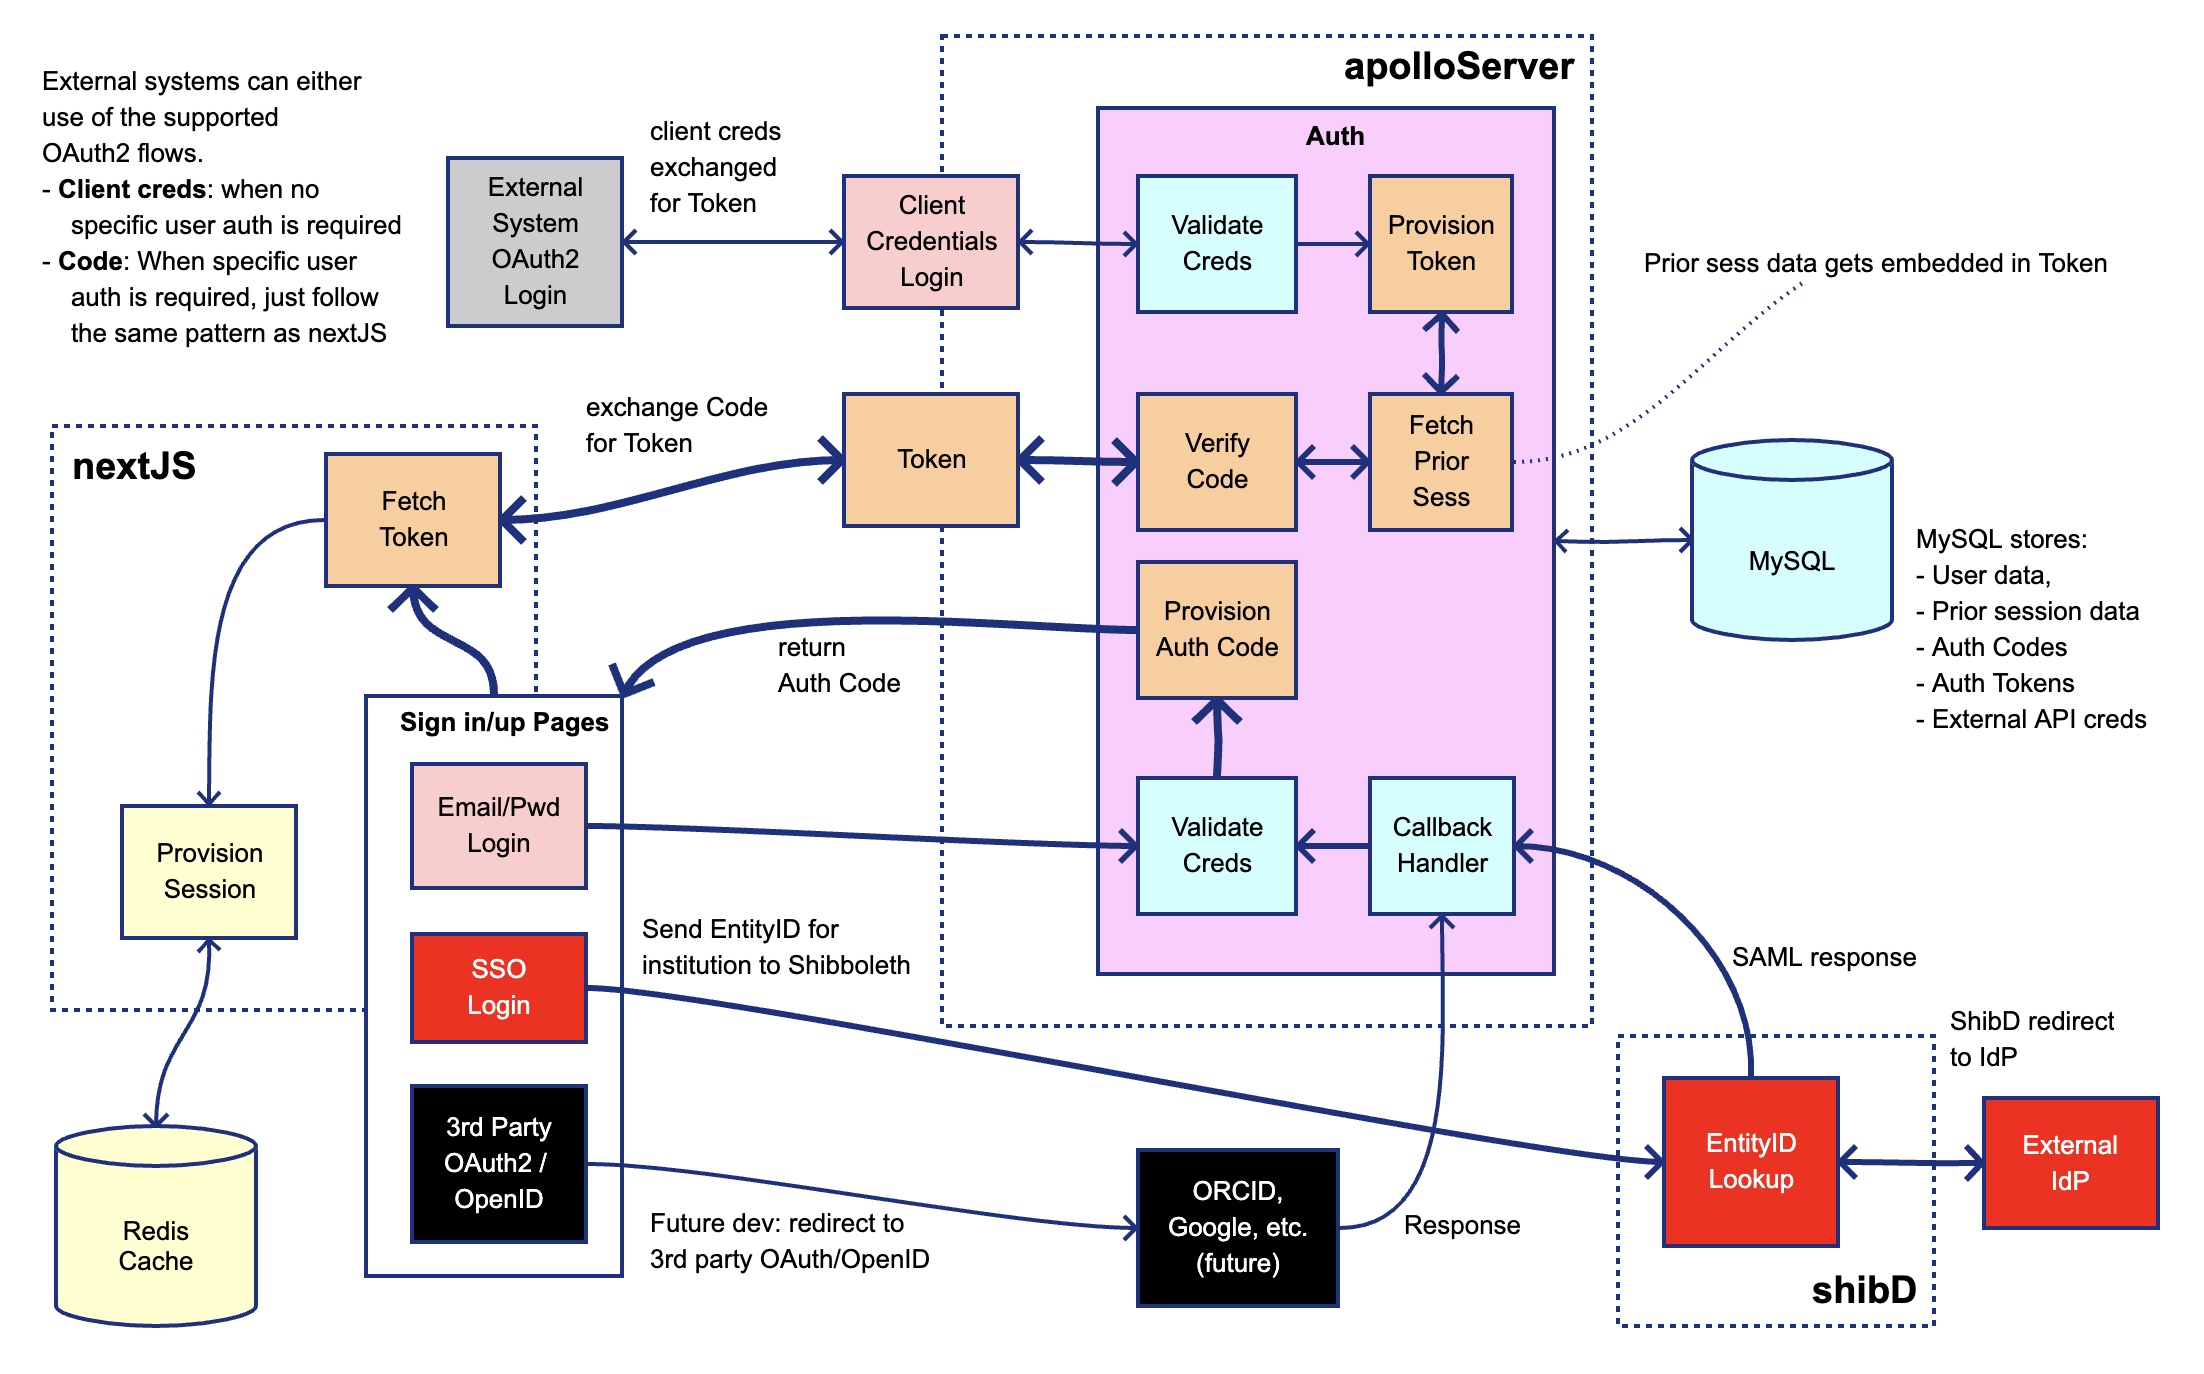 External systems can either
use of the supported
OAuth2 flows.
- Client creds: when no
specific user auth is required
- Code: When specific user
auth is required, just follow
the same pattern as nextJS
External
System
OAuth2
Login
client creds
exchanged
for Token
Client
Credentials
Login
apolloServer
Auth
Validate
Creds
Provision
Token
Prior sess data gets embedded in Token
nextJS
Fetch
Token
exchange Code
for Token
Token
Verify
Code
Fetch
Prior
Sess
MySQL
MySQL stores:
- User data,
- Prior session data
- Auth Codes
- Auth Tokens
- External API creds
Provision
Auth Code
return
Auth Code
Sign in/up Pages
Email/Pwd
Login
Validate
Creds
Callback
Handler
Provision
Session
SSO
Login
Send EntityID for
institution to Shibboleth
SAML response
ShibD redirect
to IdP
3rd Party
OAuth2 /
OpenID
Future dev: redirect to
3rd party OAuth/OpenID
ORCID,
Google, etc.
(future)
Response
EntityID
Lookup
External
IdP
shibD
Redis
Cache